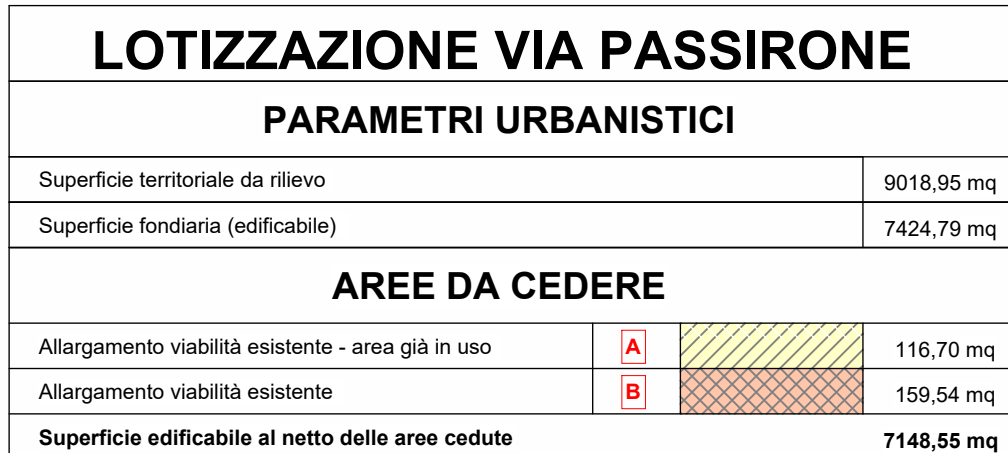 LOTIZZAZIONE VIA PASSIRONE
PARAMETRI URBANISTICI
Superficie territoriale da rilievo 9018,95 mq
Superficie fondiaria (edificabile) 7424,79 mq
AREE DA CEDERE
Allargamento viabilità esistente - area già in uso A 116,70 mq
Allargamento viabilità esistente B 159,54 mq
Superficie edificabile al netto delle aree cedute 7148,55 mq